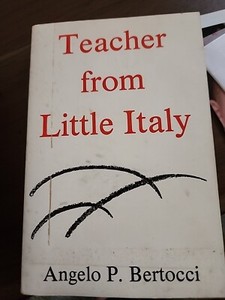 Teacher
from
Little Italy
Angelo P. Bertocci